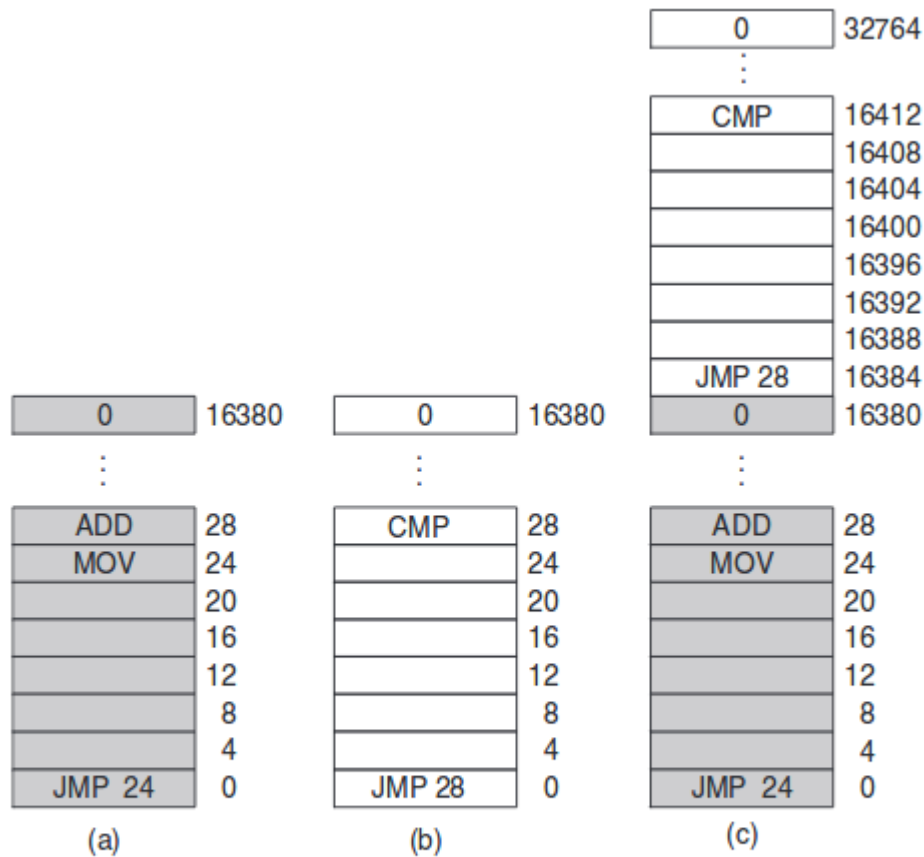 0 32764
⋮
CMP 16412
16408
16404
16400
16396
16392
16388
JMP 28 16384
0 16380 0 16380 0 16380
⋮ ⋮ ⋮
ADD 28 CMP 28 ADD 28
MOV 24 24 MOV 24
20 20 20
16 16 16
12 12 12
8 8 8
4 4 4
JMP 24 0 JMP 28 0 JMP 24 0
(a) (b) (c)